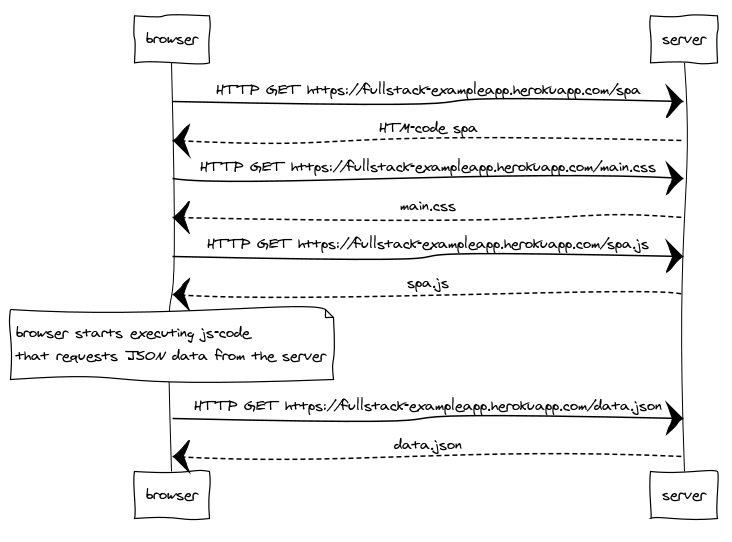 browser server
HTTP GET https://fullstack-exampleapp.herokuapp.com/spa
HTM-code spa
HTTP GET https://fullstack-exampleapp.herokuapp.com/main.css
main.css
HTTP GET https://fullstack-exampleapp.herokuapp.com/spa.js
spa.js
browser starts executing js-code
that requests JSON data from the server
HTTP GET https://fullstack-exampleapp.herokuapp.com/data.json
data.json
browser server